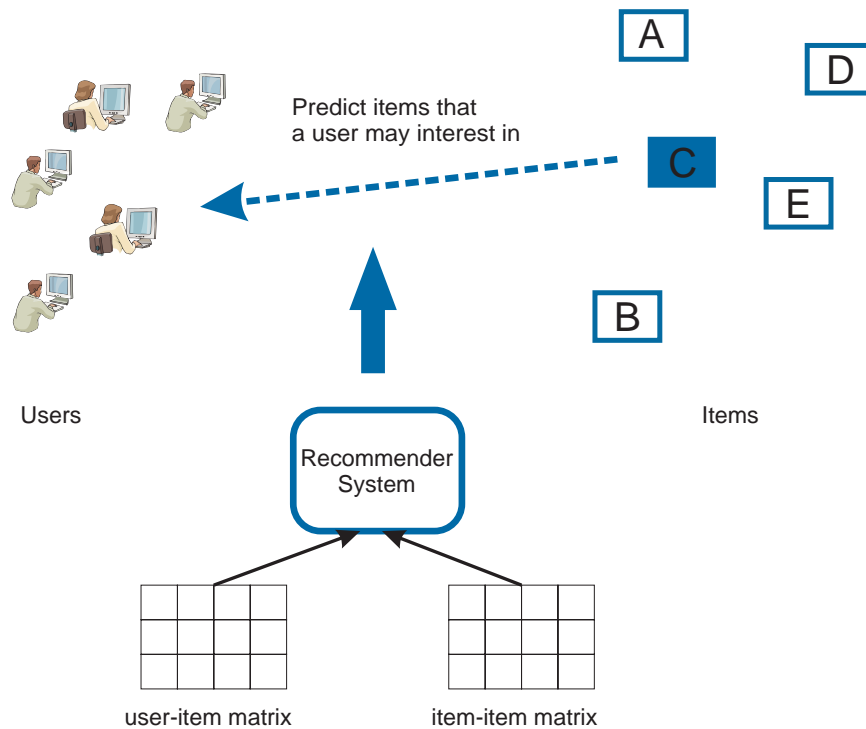 A
D
Predict items that
a user may interest in
C
E
B
Users
Items
Recommender
System
user-item matrix
item-item matrix